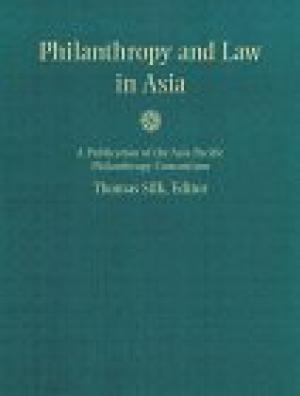 Philanthropy and Law
in Asia
A Publication of the Asia Pacific
Philanthropy Consortium
Thomas Silk, Editor